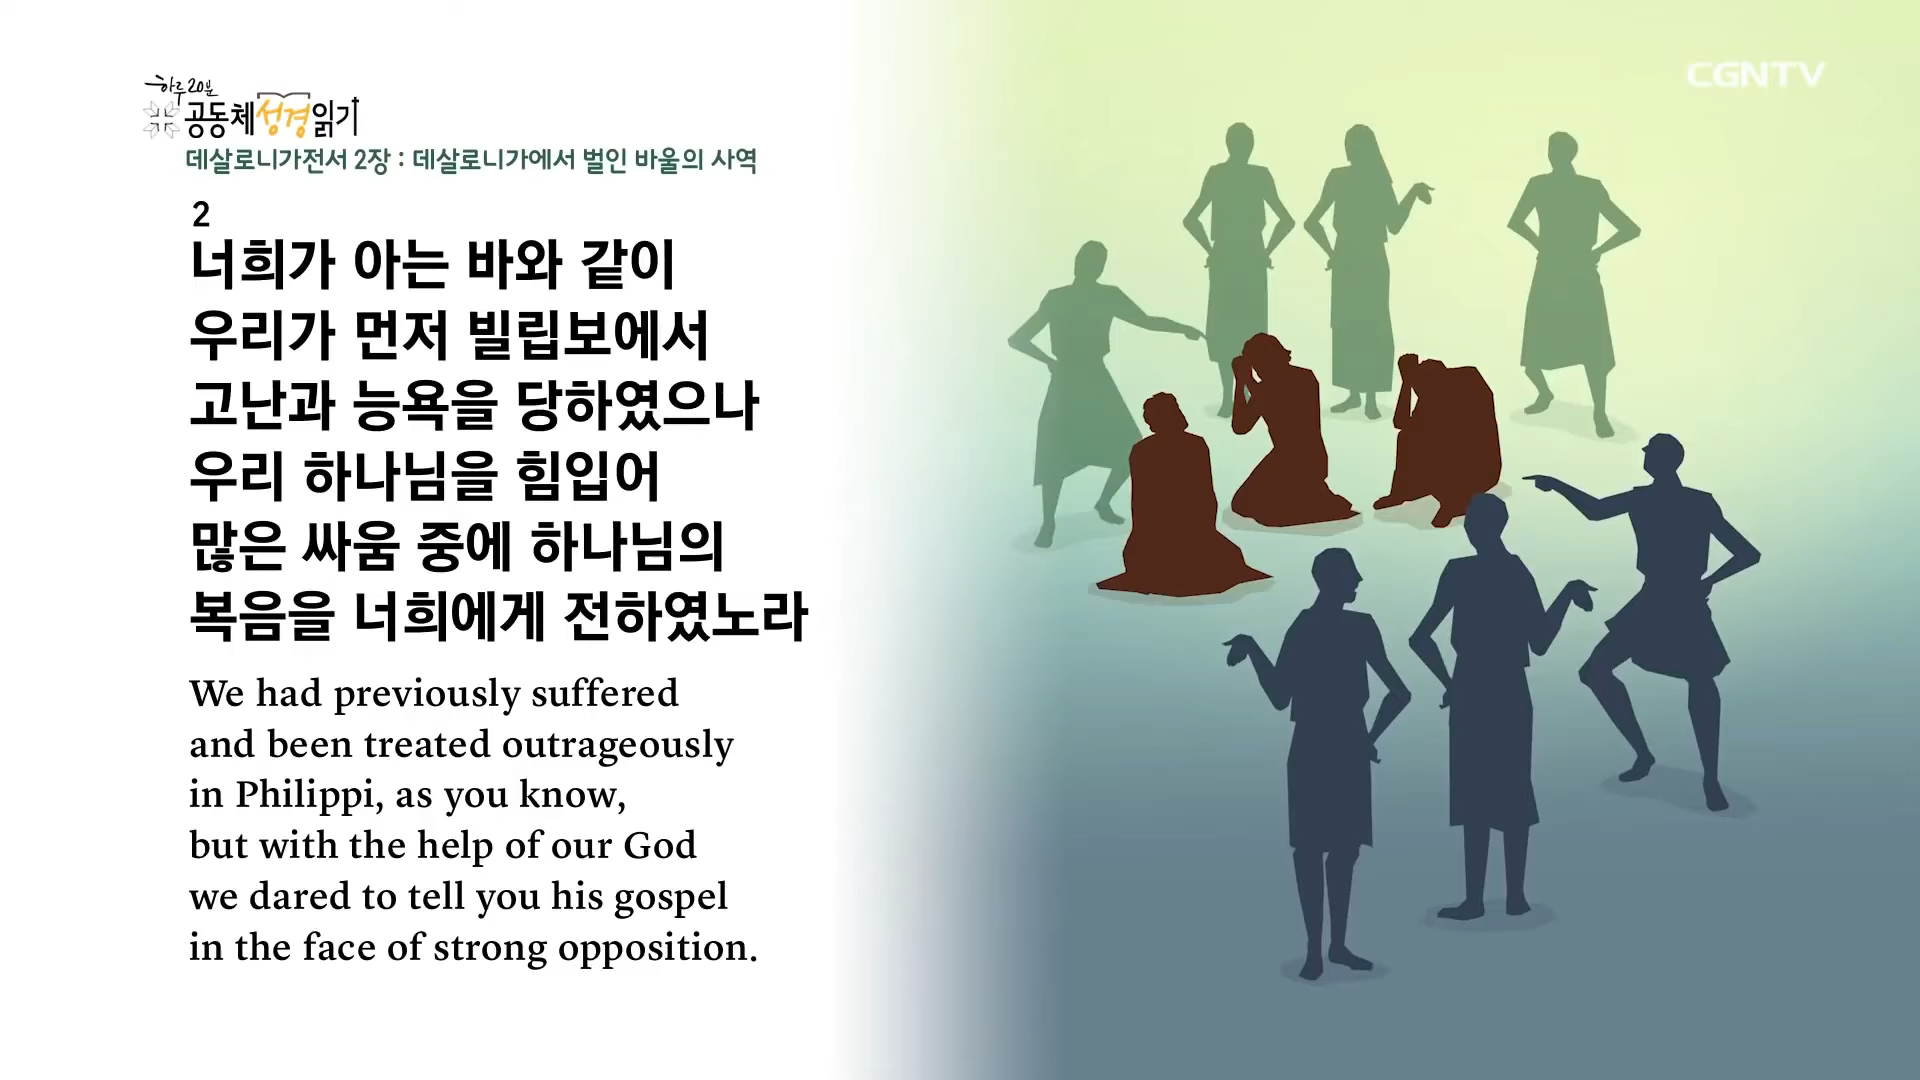 하루 20분
공동체성경읽기
CGNTV
데살로니가전서 2장 : 데살로니가에서 벌인 바울의 사역
2
너희가 아는 바와 같이
우리가 먼저 빌립보에서
고난과 능욕을 당하였으나
우리 하나님을 힘입어
많은 싸움 중에 하나님의
복음을 너희에게 전하였노라
We had previously suffered
and been treated outrageously
in Philippi, as you know,
but with the help of our God
we dared to tell you his gospel
in the face of strong opposition.